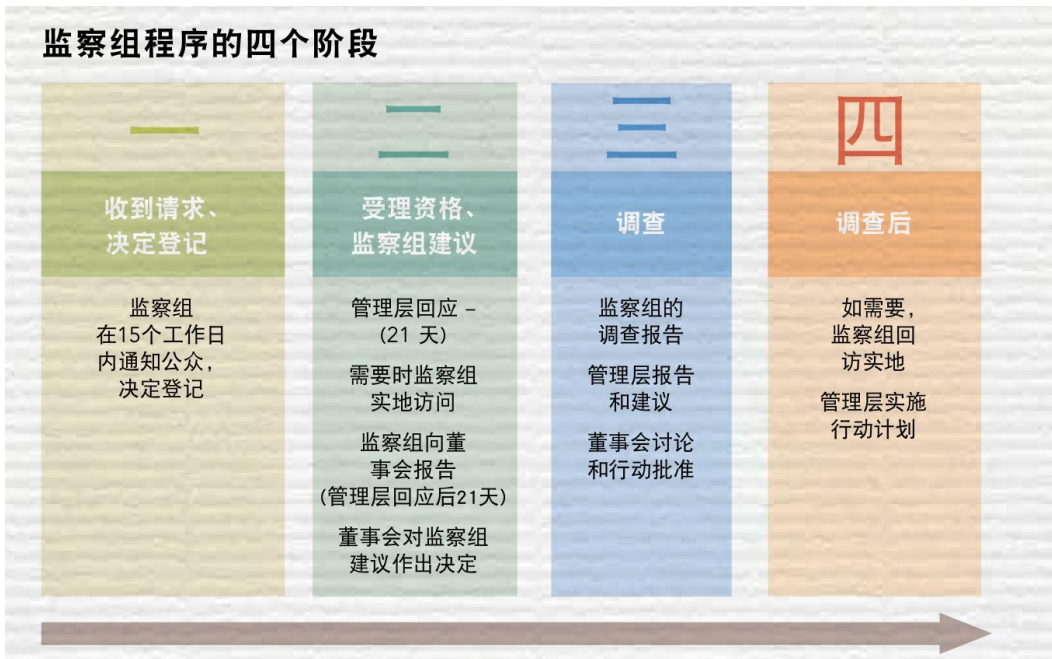 监察组程序的四个阶段
一
收到请求、
决定登记
监察组
在15个工作日
内通知公众，
决定登记
二
受理资格、
监察组建议
管理层回应 –
(21 天)
需要时监察组
实地访问
监察组向董
事会报告
(管理层回应后21天)
董事会对监察组
建议作出决定
三
调查
监察组的
调查报告
管理层报告
和建议
董事会讨论
和行动批准
四
调查后
如需要，
监察组回
访实地
管理层实施
行动计划